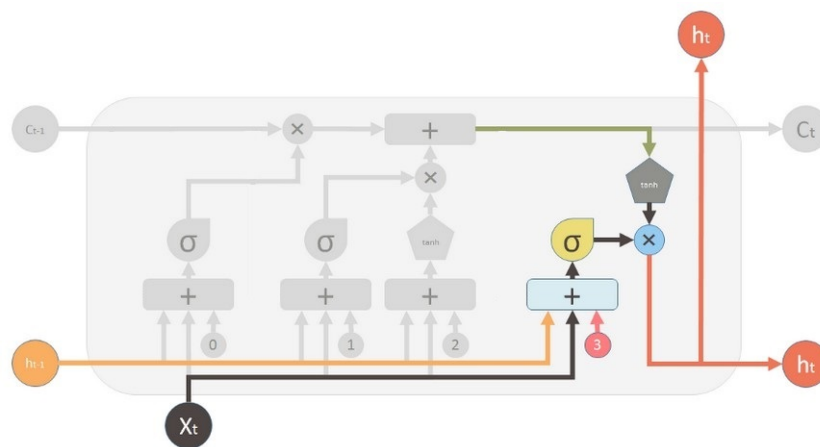 ht
Ct-1
×
+
Ct
×
tanh
σ
σ
tanh
σ
×
+
+
+
+
0
1
2
3
ht-1
ht
Xt